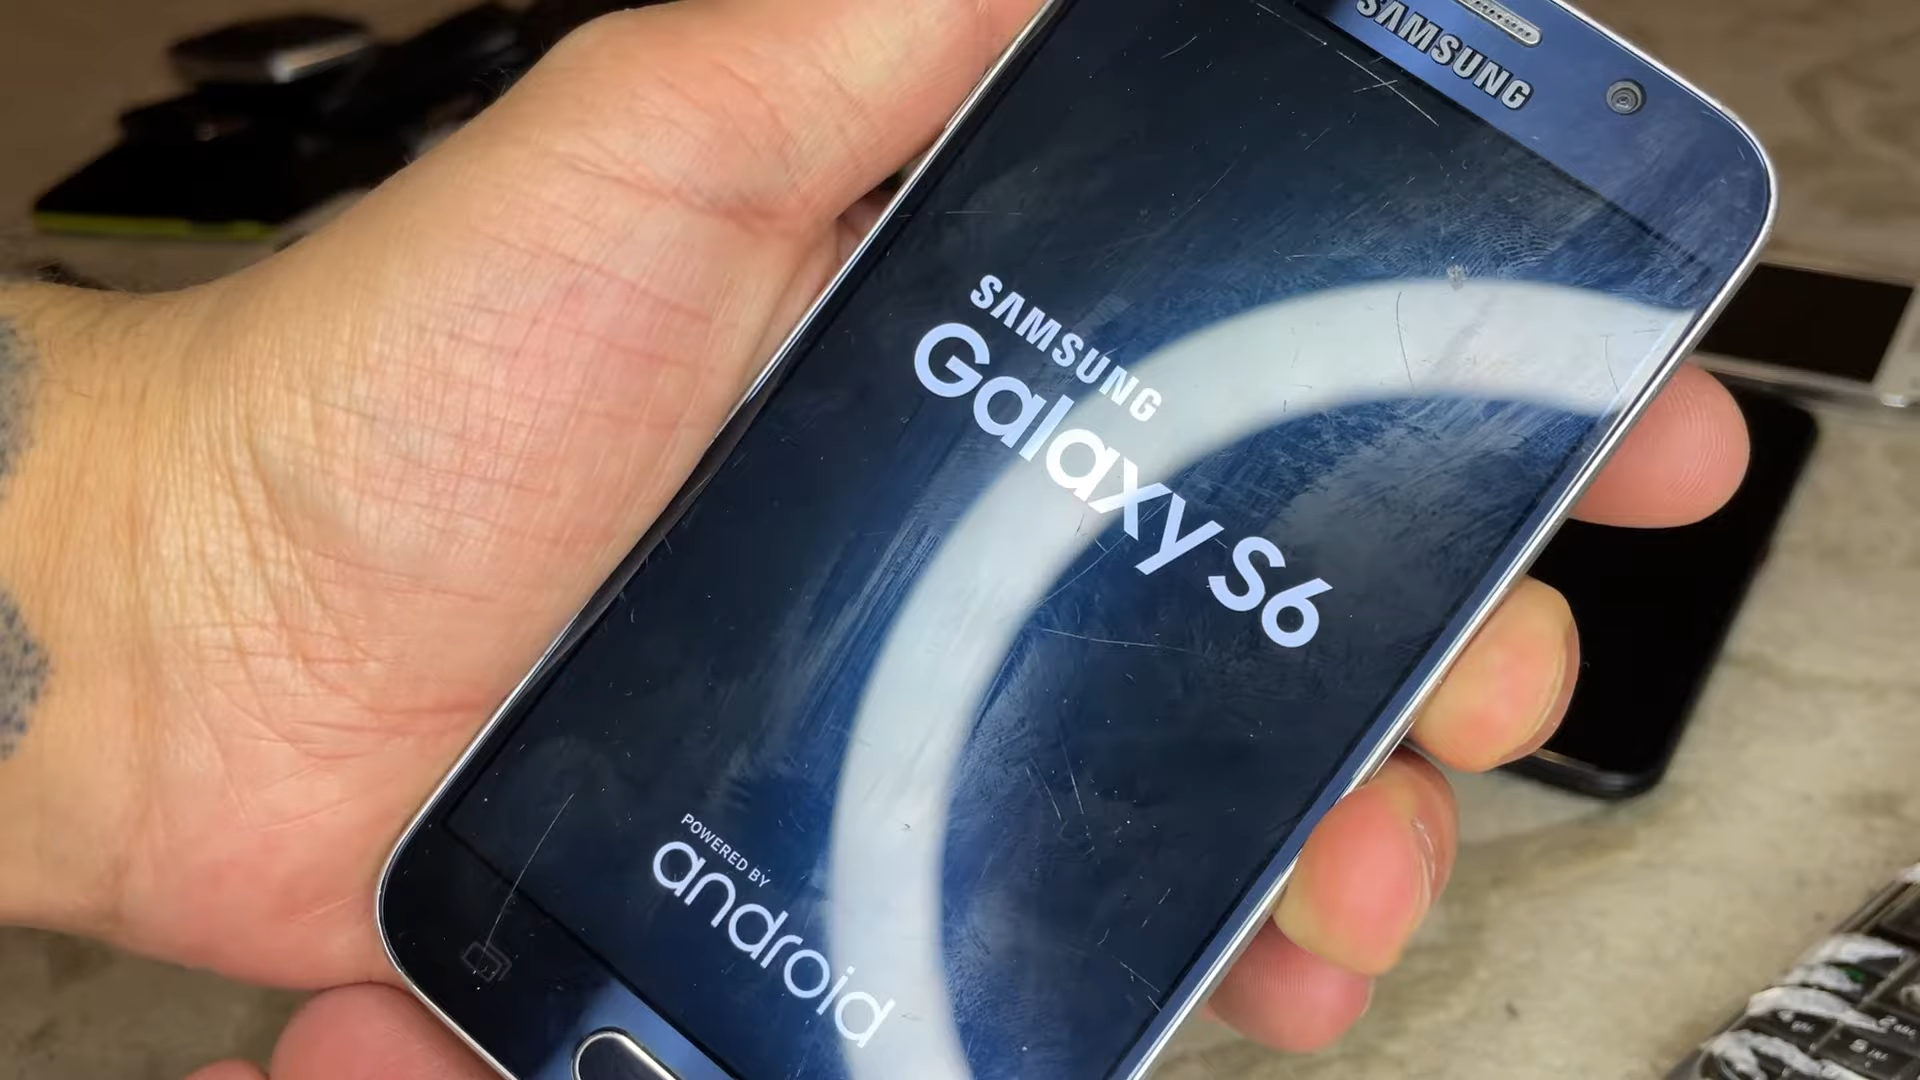 SAMSUNG
SAMSUNG
Galaxy S6
POWERED BY
android